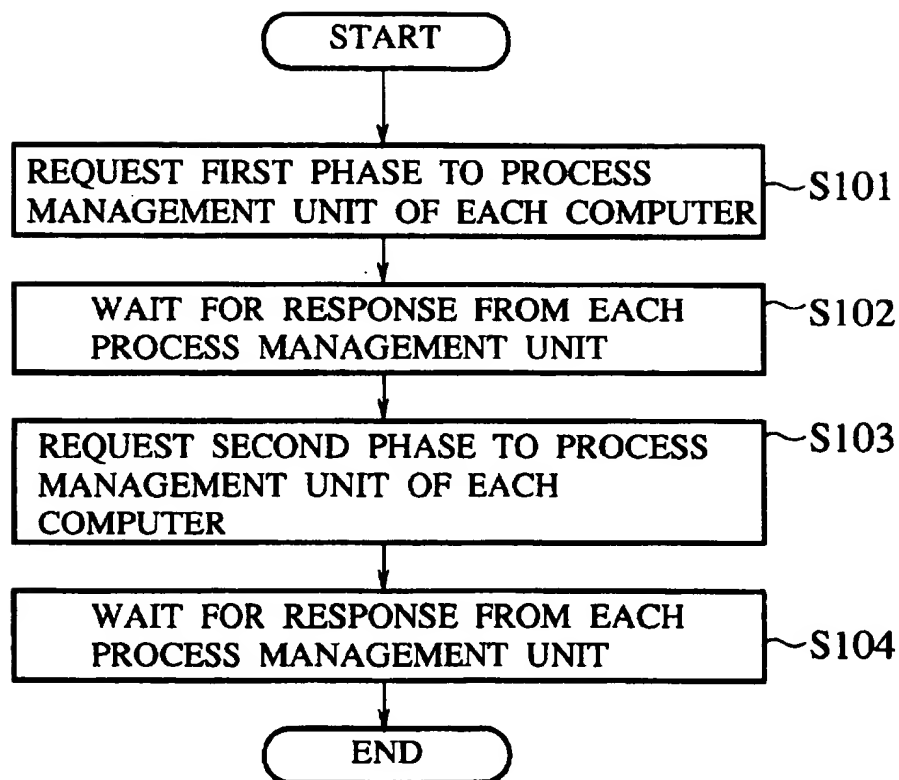 START
REQUEST FIRST PHASE TO PROCESS
MANAGEMENT UNIT OF EACH COMPUTER
S101
WAIT FOR RESPONSE FROM EACH
PROCESS MANAGEMENT UNIT
S102
REQUEST SECOND PHASE TO PROCESS
MANAGEMENT UNIT OF EACH
COMPUTER
S103
WAIT FOR RESPONSE FROM EACH
PROCESS MANAGEMENT UNIT
S104
END